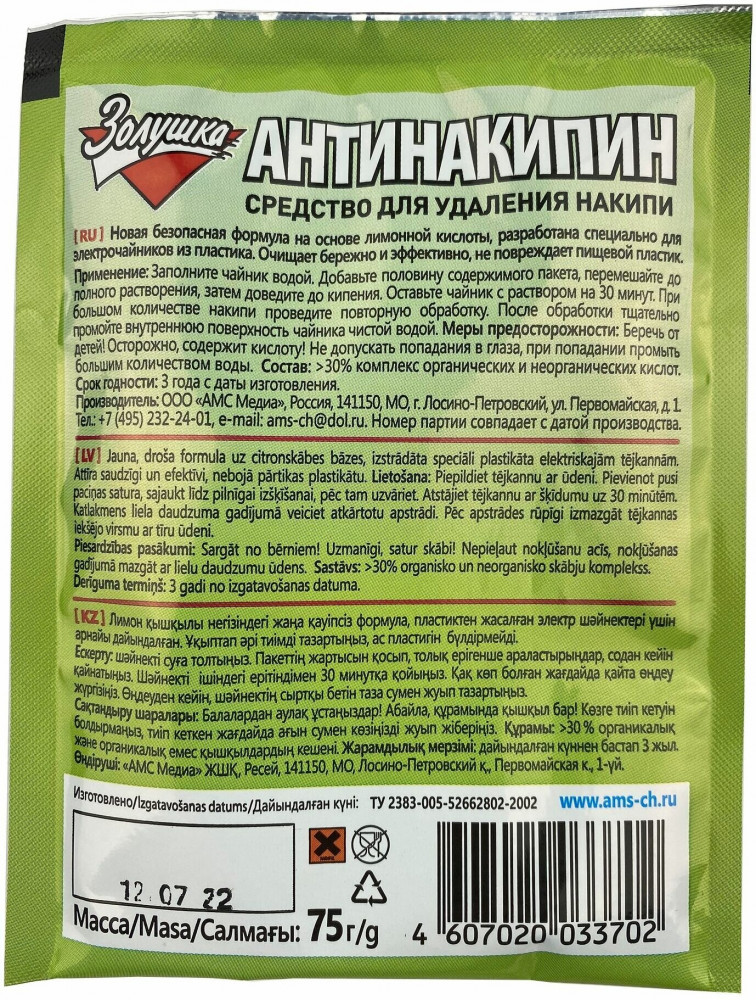 Золушка
АНТИНАКИПИН
СРЕДСТВО ДЛЯ УДАЛЕНИЯ НАКИПИ
[RU] Новая безопасная формула на основе лимонной кислоты, разработана специально для
электрочайников из пластика. Очищает бережно и эффективно, не повреждает пищевой пластик.
Применение: Заполните чайник водой. Добавьте половину содержимого пакета, перемешайте до
полного растворения, затем доведите до кипения. Оставьте чайник с раствором на 30 минут. При
большом количестве накипи проведите повторную обработку. После обработки тщательно
промойте внутреннюю поверхность чайника чистой водой. Меры предосторожности: Беречь от
детей! Осторожно, содержит кислоту! Не допускать попадания в глаза, при попадании промыть
большим количеством воды. Состав: >30% комплекс органических и неорганических кислот.
Срок годности: 3 года с даты изготовления.
Производитель: ООО «АМС Медиа», Россия, 141150, МО, г. Лосино-Петровский, ул. Первомайская, д.1.
Тел.: +7 (495) 232-24-01, e-mail: ams-ch@dol.ru. Номер партии совпадает с датой производства.
[LV] Jauna, droša formula uz citronskābes bāzes, izstrādāta speciāli plastikāta elektriskajām tējkannām.
Attīra saudzīgi un efektīvi, nebojā pārtikas plastikātu. Lietošana: Piepildiet tējkannu ar ūdeni. Pievienot pusi
paciņas satura, sajaukt līdz pilnīgai izšķīšanai, pēc tam uzvāriet. Atstājiet tējkannu ar šķīdumu uz 30 minūtēm.
Katlakmens liela daudzuma gadījumā veiciet atkārtotu apstrādi. Pēc apstrādes rūpīgi izmazgāt tējkannas
iekšējo virsmu ar tīru ūdeni.
Piesardzības pasākumi: Sargāt no bērniem! Uzmanīgi, satur skābi! Nepieļaut nokļūšanu acīs, nokļūšanas
gadījumā mazgāt ar lielu daudzumu ūdens. Sastāvs: >30% organisko un neorganisko skābju komplekss.
Derīguma termiņš: 3 gadi no izgatavošanas datuma.
[KZ] Лимон қышқылы негізіндегі жаңа қауіпсіз формула, пластиктен жасалған электр шәйнектері үшін
арнайы дайындалған. Ұқыптап әрі тиімді тазартыңыз, ас пластигін бүлдірмейді.
Ескерту: шәйнекті суға толтыңыз. Пакеттің жартысын қосып, толық ерігенше араластырыңдар, содан кейін
қайнатыңыз. Шәйнекті ішіндегі ерітіндімен 30 минутқа қойыңыз. Қақ көп болған жағдайда қайта өңдеу
жүргізіңіз. Өңдеуден кейін, шәйнектің сыртқы бетін таза сумен жуып тазартыңыз.
Сақтандыру шаралары: Балалардан аулақ ұстаңыздар! Абайла, құрамында қышқыл бар! Көзге тиіп кетуін
болдырмаңыз, тиіп кеткен жағдайда ағын сумен көзіңізді жуып жіберіңіз. Құрамы: >30 % органикалық
және органикалық емес қышқылдардың кешені. Жарамдылық мерзімі: дайындалған күннен бастап 3 жыл.
Өндіруші: «АМС Медиа» ЖШҚ, Ресей, 141150, МО, Лосино-Петровский қ., Первомайская к., 1-үй.
Изготовлено/Izgatavošanas datums/Дайындалған күні: ТУ 2383-005-52662802-2002 www.ams-ch.ru
12 07 22
Масса/Masa/Салмағы: 75 г/g
4 607020 033702